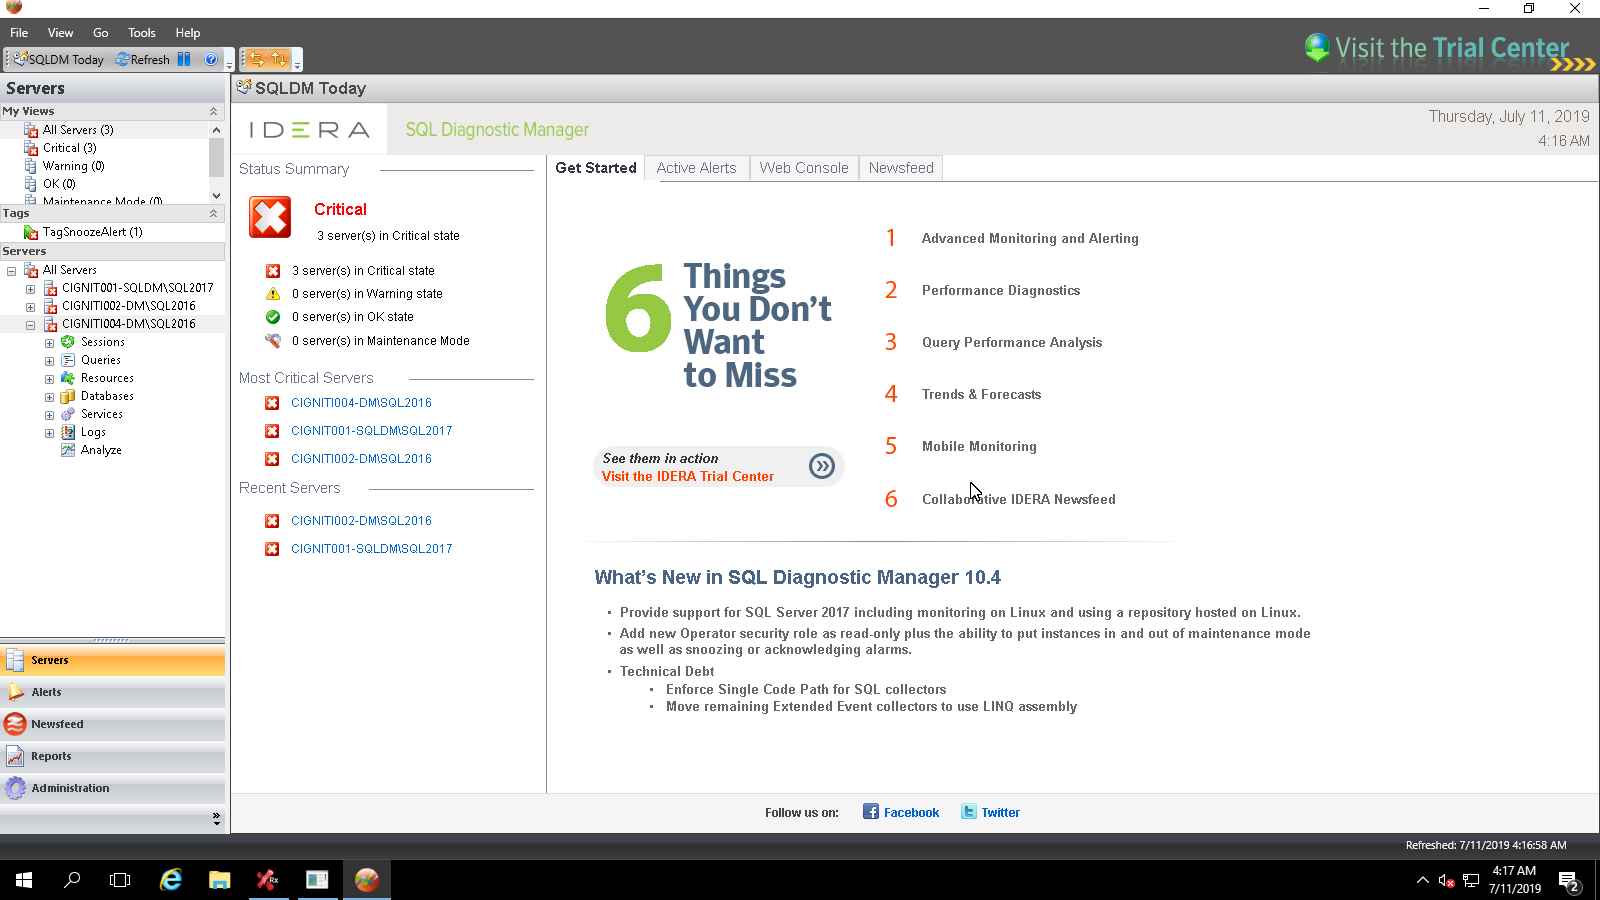 File View Go Tools Help
Visit the Trial Center
SQLDM Today Refresh
Servers
My Views
All Servers (3)
Critical (3)
Warning (0)
OK (0)
Maintenance Mode (0)
Tags
TagSnoozeAlert (1)
Servers
All Servers
CIGNIT001-SQLDM\SQL2017
CIGNITI002-DM\SQL2016
CIGNITI004-DM\SQL2016
Sessions
Queries
Resources
Databases
Services
Logs
Analyze
Servers
Alerts
Newsfeed
Reports
Administration
SQLDM Today
IDERA SQL Diagnostic Manager
Thursday, July 11, 2019
4:16 AM
Status Summary
Critical
3 server(s) in Critical state
3 server(s) in Critical state
0 server(s) in Warning state
0 server(s) in OK state
0 server(s) in Maintenance Mode
Most Critical Servers
CIGNITI004-DM\SQL2016
CIGNIT001-SQLDM\SQL2017
CIGNITI002-DM\SQL2016
Recent Servers
CIGNITI002-DM\SQL2016
CIGNIT001-SQLDM\SQL2017
Get Started Active Alerts Web Console Newsfeed
6 Things
You Don't
Want
to Miss
See them in action
Visit the IDERA Trial Center
1 Advanced Monitoring and Alerting
2 Performance Diagnostics
3 Query Performance Analysis
4 Trends & Forecasts
5 Mobile Monitoring
6 Collaborative IDERA Newsfeed
What's New in SQL Diagnostic Manager 10.4
• Provide support for SQL Server 2017 including monitoring on Linux and using a repository hosted on Linux.
• Add new Operator security role as read-only plus the ability to put instances in and out of maintenance mode
as well as snoozing or acknowledging alarms.
• Technical Debt
• Enforce Single Code Path for SQL collectors
• Move remaining Extended Event collectors to use LINQ assembly
Follow us on: Facebook Twitter
Refreshed: 7/11/2019 4:16:58 AM
4:17 AM
7/11/2019
2